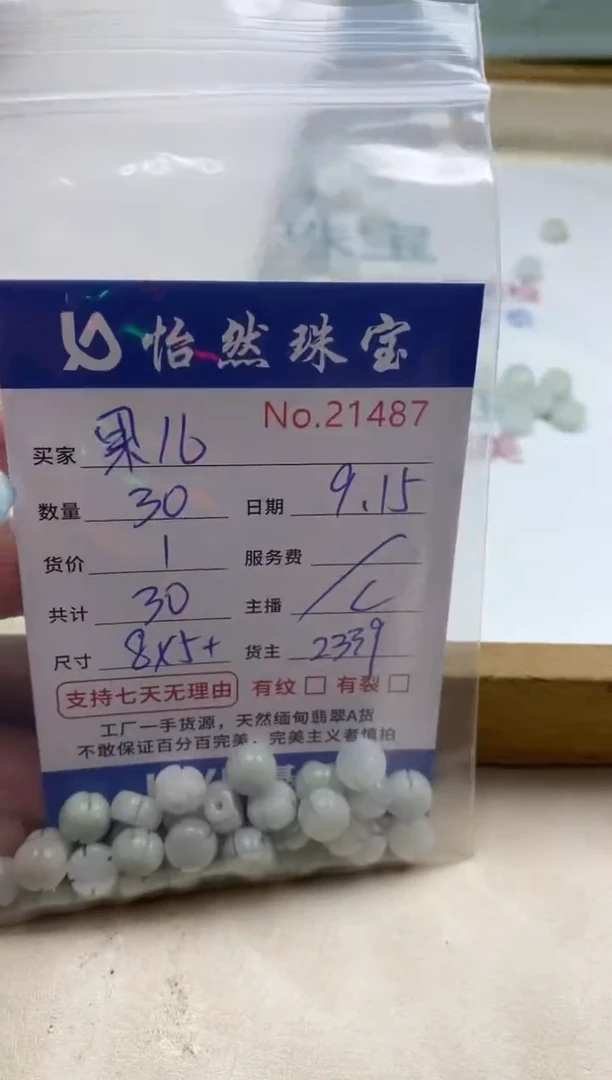 怡然珠宝
No.21487
买家 果16
数量 30 日期 9.15
货价 1 服务费
共计 30 主播 C
尺寸 8x5+ 货主 2339
支持七天无理由 有纹□ 有裂□
工厂一手货源，天然缅甸翡翠A货
不敢保证百分百完美，完美主义者慎拍